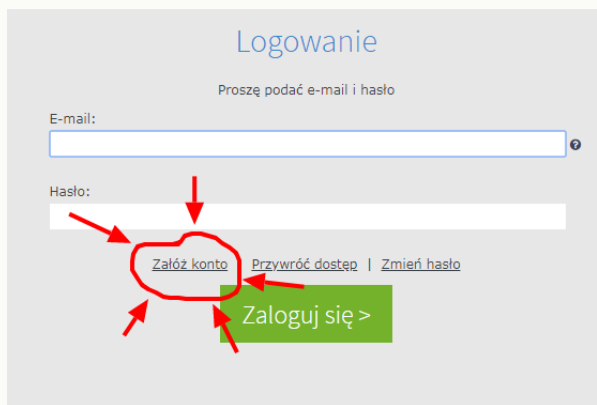 Logowanie
Proszę podać e-mail i hasło
E-mail:
Hasło:
Załóż konto | Przywróć dostęp | Zmień hasło
Zaloguj się >